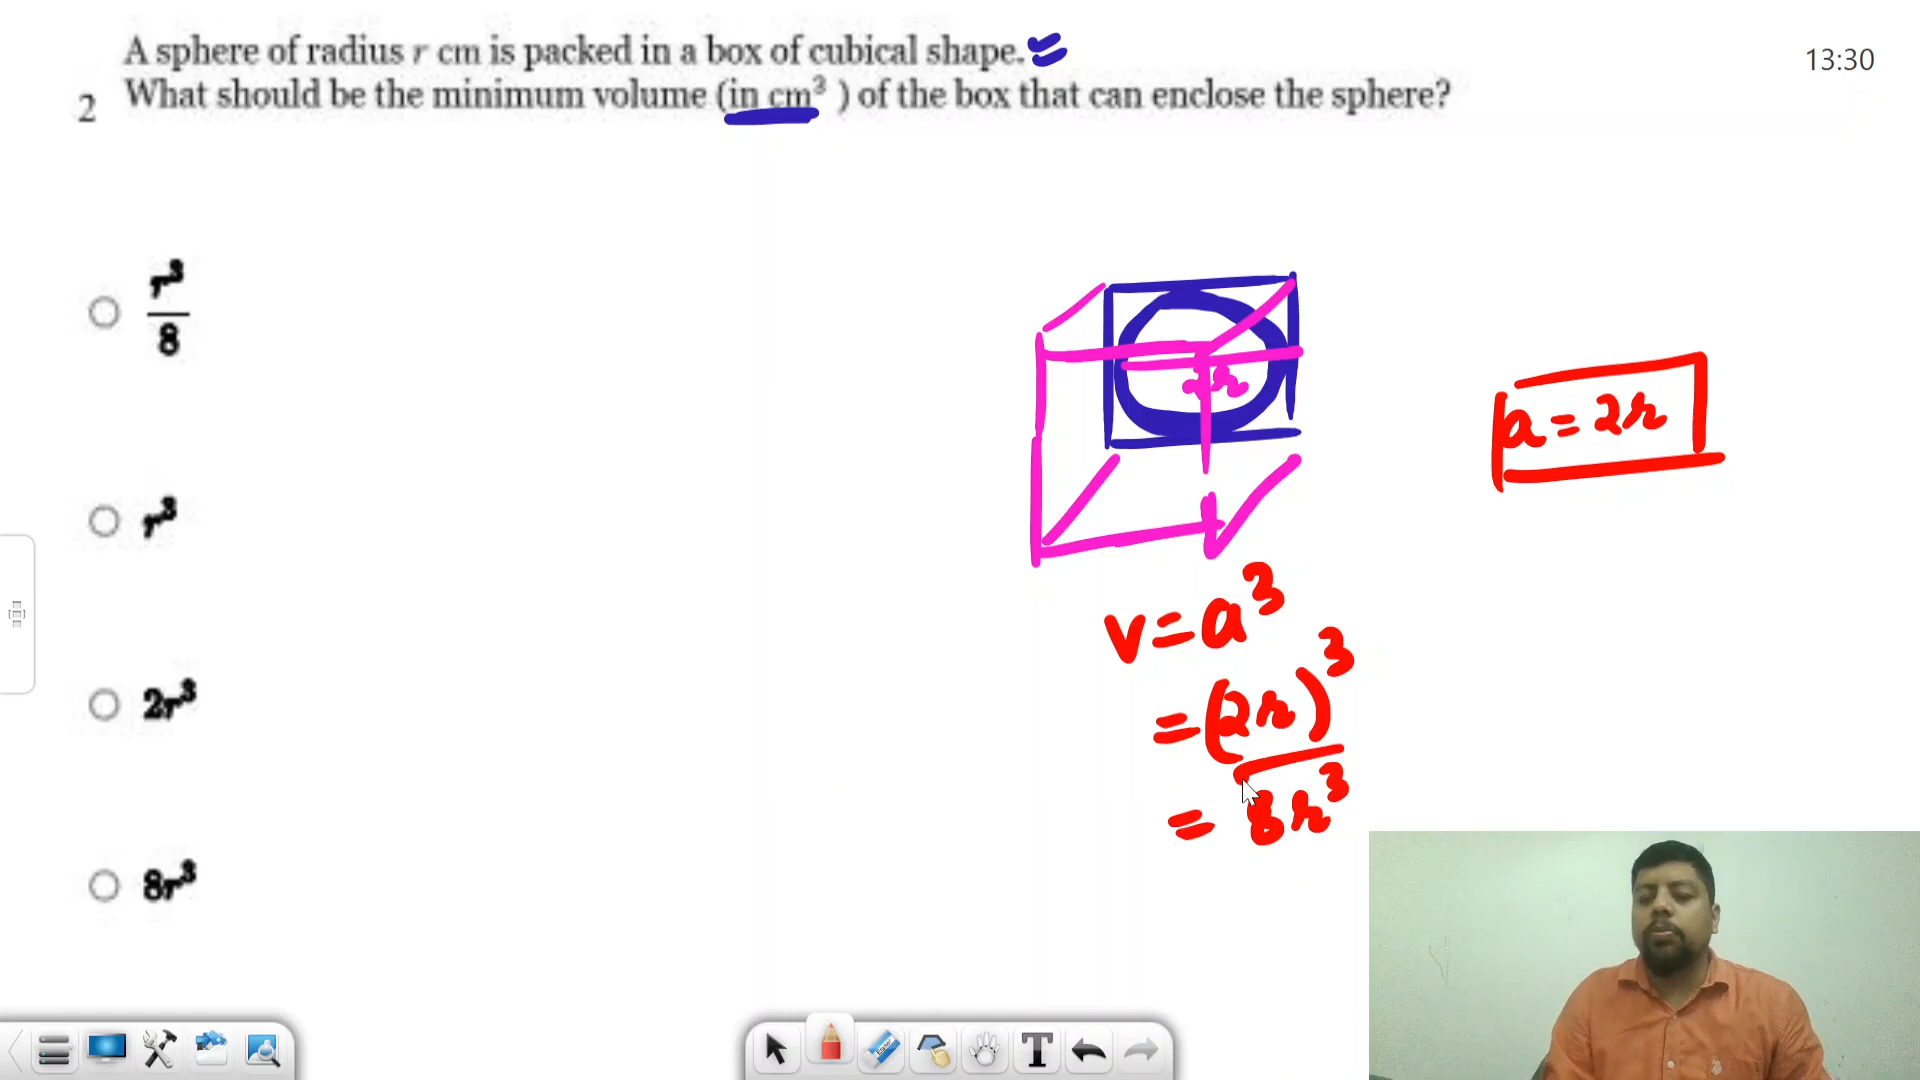 A sphere of radius r cm is packed in a box of cubical shape.
13:30
2 What should be the minimum volume (in cm³ ) of the box that can enclose the sphere?
r³
8
r³
2r³
8r³
2r
a = 2r
v = a³
= (2r)³
= 8r³
Eraser
T